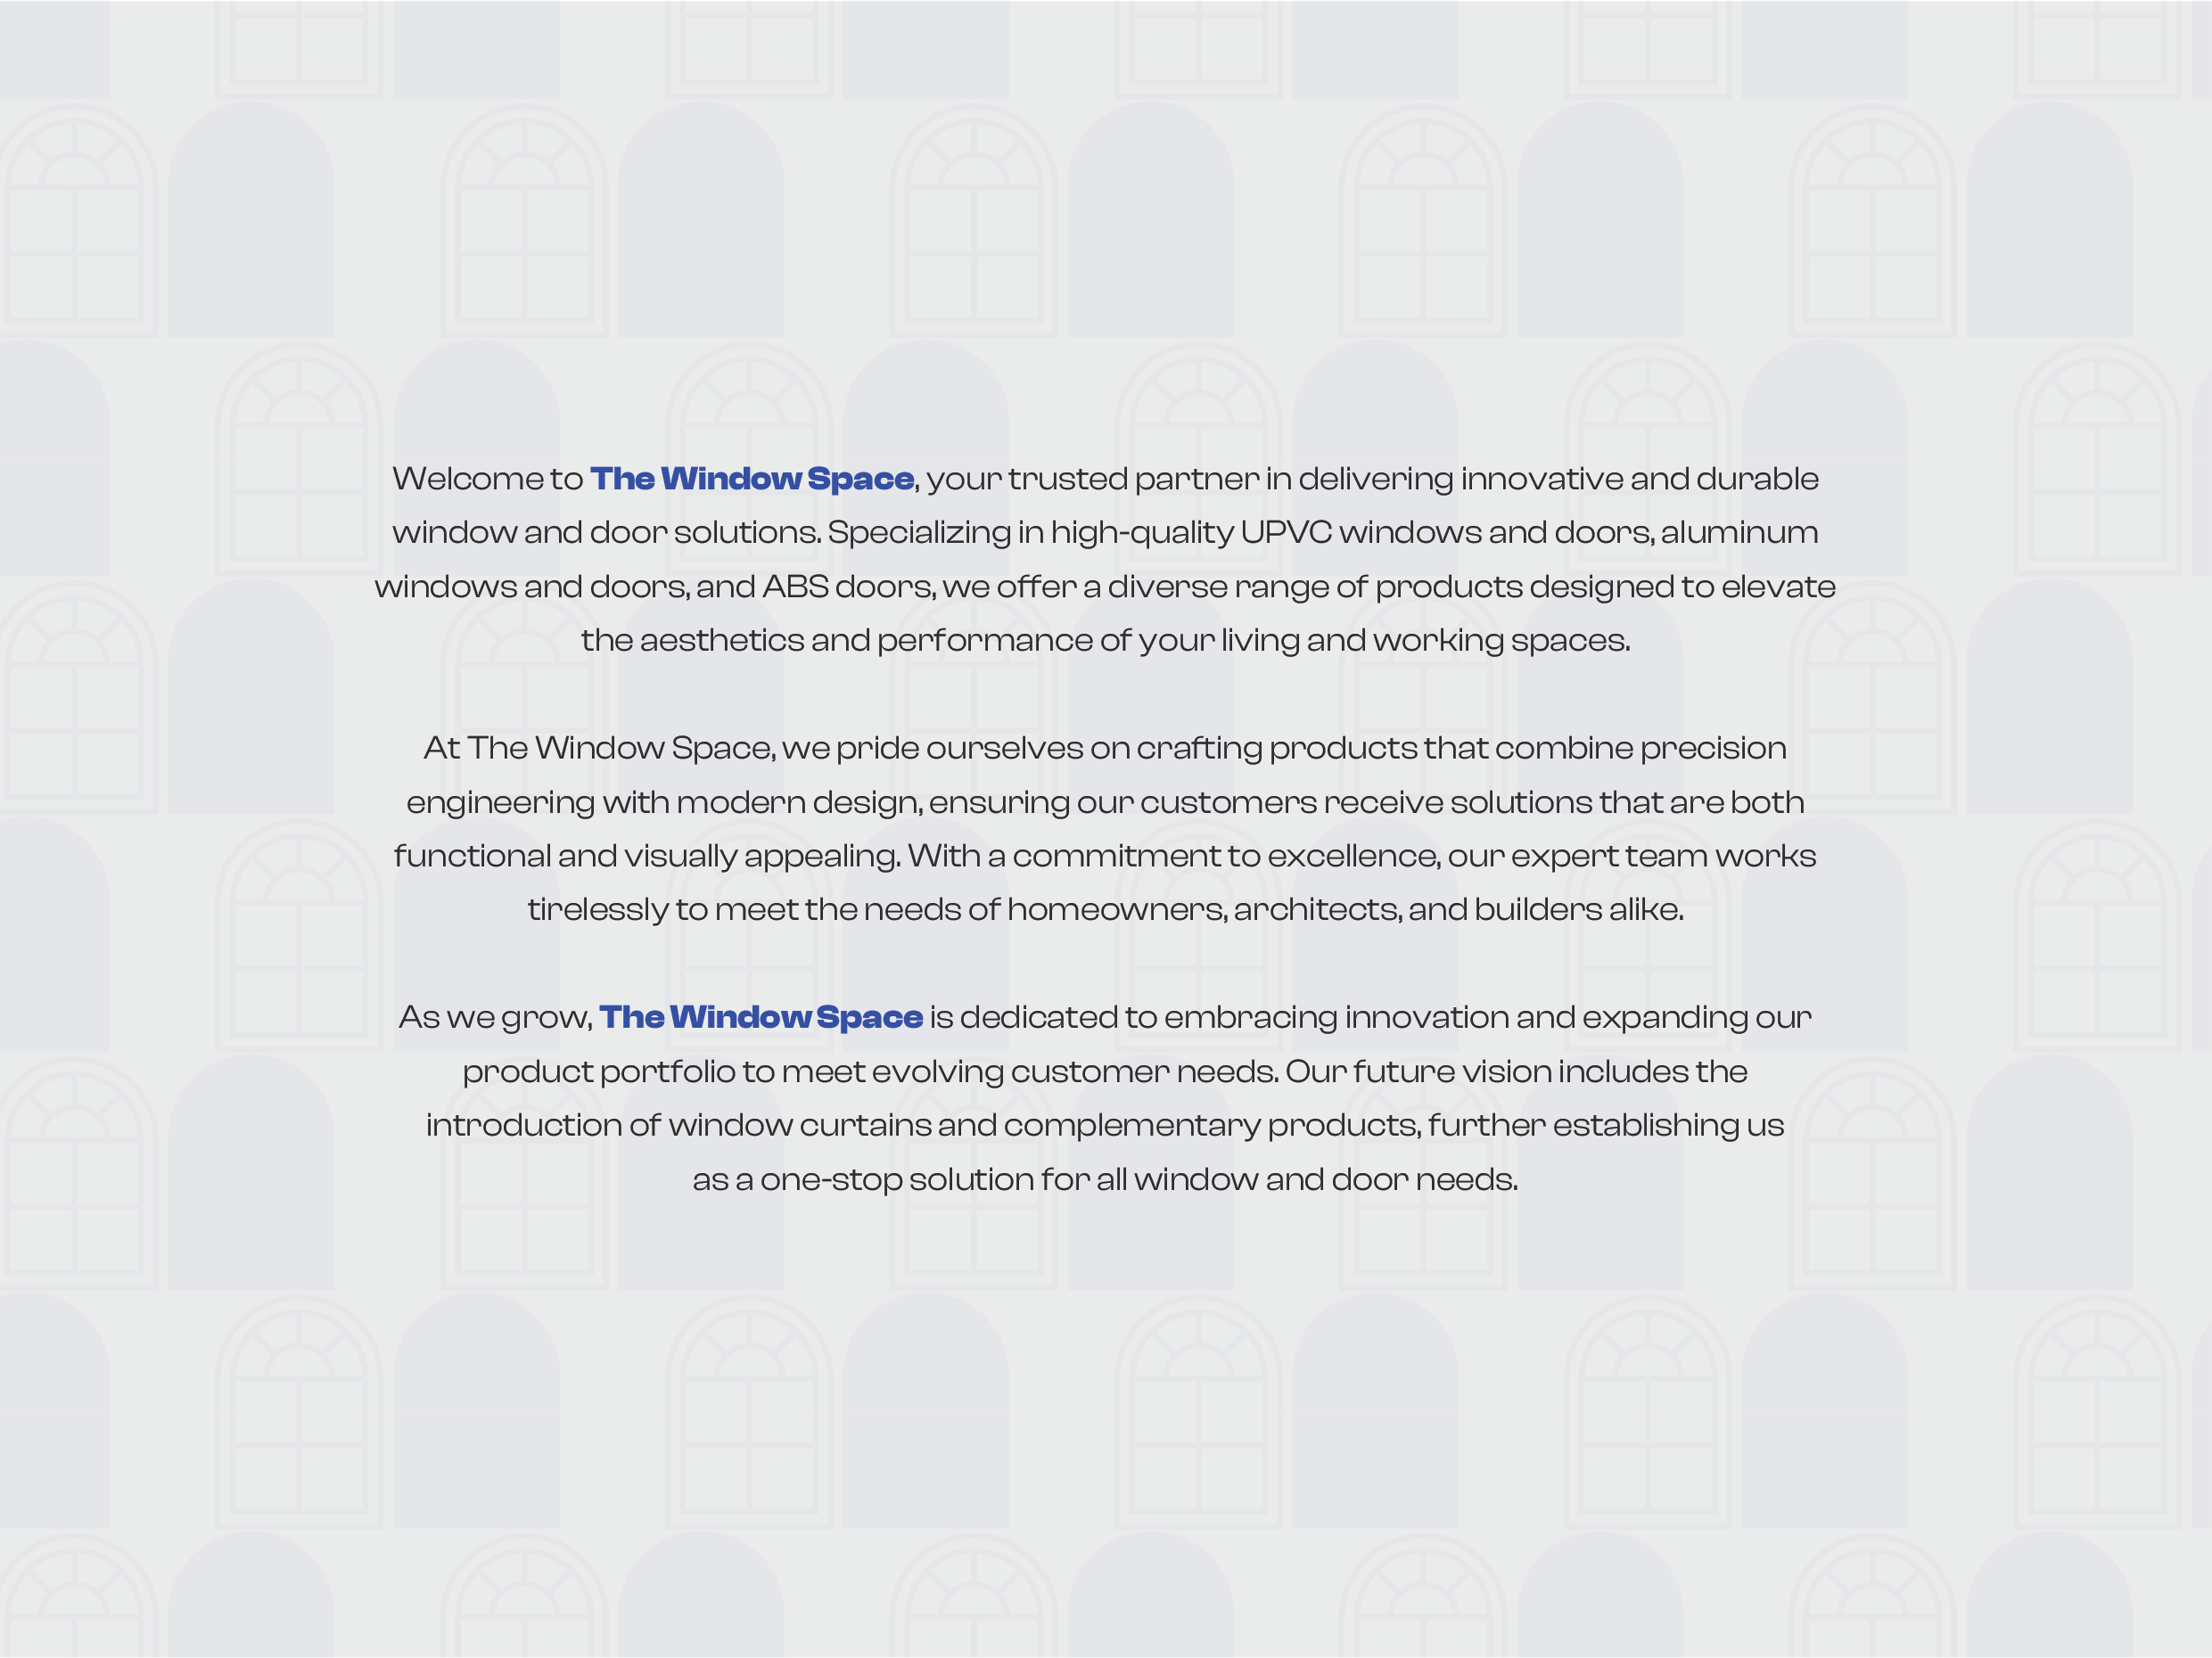 Welcome to The Window Space, your trusted partner in delivering innovative and durable
window and door solutions. Specializing in high-quality UPVC windows and doors, aluminum
windows and doors, and ABS doors, we offer a diverse range of products designed to elevate
the aesthetics and performance of your living and working spaces.
At The Window Space, we pride ourselves on crafting products that combine precision
engineering with modern design, ensuring our customers receive solutions that are both
functional and visually appealing. With a commitment to excellence, our expert team works
tirelessly to meet the needs of homeowners, architects, and builders alike.
As we grow, The Window Space is dedicated to embracing innovation and expanding our
product portfolio to meet evolving customer needs. Our future vision includes the
introduction of window curtains and complementary products, further establishing us
as a one-stop solution for all window and door needs.